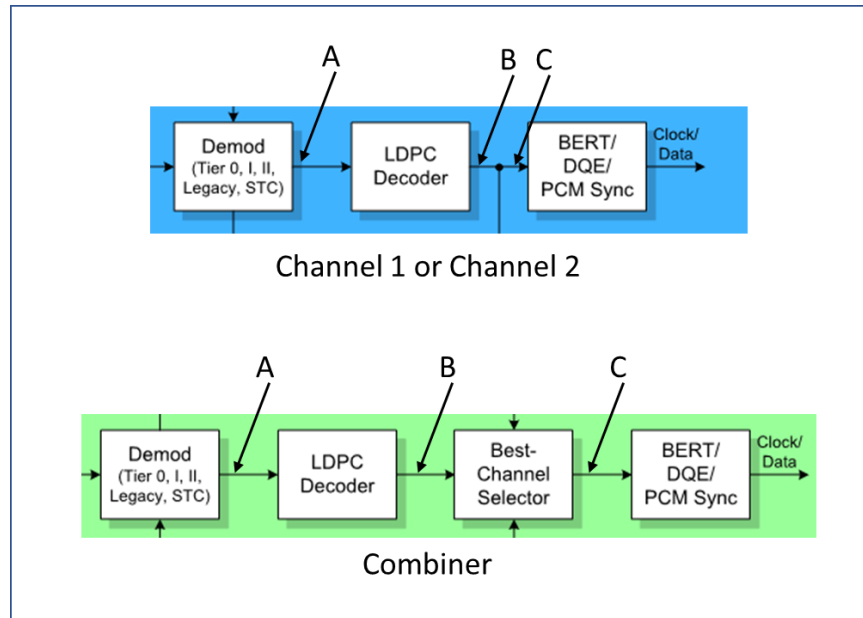 A
B
C
Demod
(Tier 0, I, II,
Legacy, STC)
LDPC
Decoder
BERT/
DQE/
PCM Sync
Clock/
Data
Channel 1 or Channel 2
A
B
C
Demod
(Tier 0, I, II,
Legacy, STC)
LDPC
Decoder
Best-
Channel
Selector
BERT/
DQE/
PCM Sync
Clock/
Data
Combiner